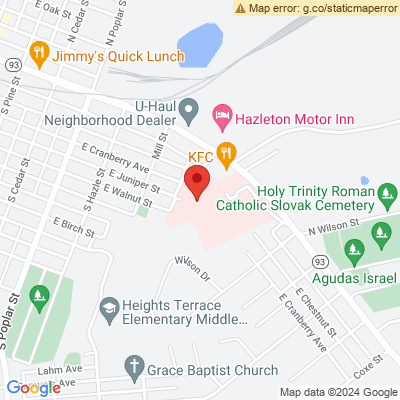 Map error: g.co/staticmaperror
E Oak St
N Cedar St
N Poplar St
Jimmy's Quick Lunch
93
S Pine St
U-Haul
Neighborhood Dealer
Hazleton Motor Inn
Mill St
E Cranberry Ave
KFC
S Cedar St
S Hazle St
E Juniper St
E Walnut St
Holy Trinity Roman
Catholic Slovak Cemetery
E Birch St
N Wilson St
Wilson Dr
93
Agudas Israel
S Poplar St
Heights Terrace
Elementary Middle...
E Chestnut St
E Cranberry Ave
Lahm Ave
Grace Baptist Church
Coxe St
Google
Map data ©2024 Google